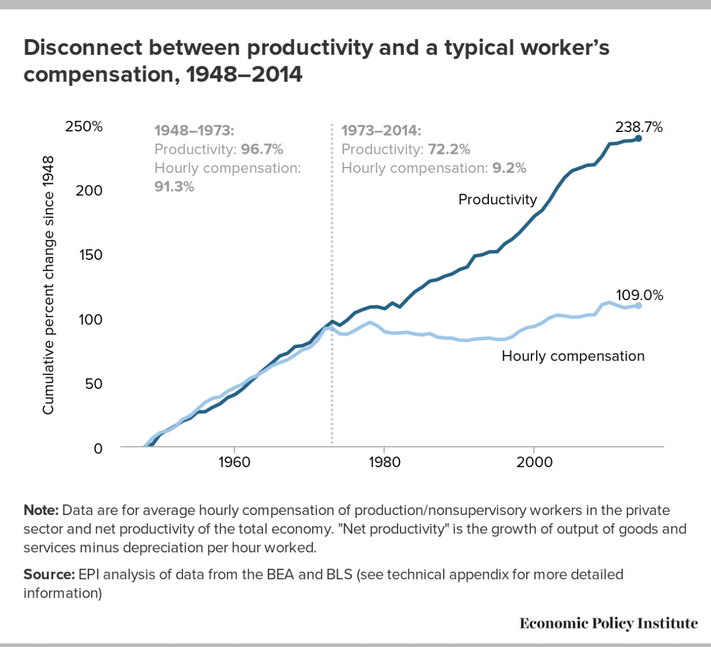 Disconnect between productivity and a typical worker’s
compensation, 1948–2014
Cumulative percent change since 1948
250%
200
150
100
50
0
1948–1973:
Productivity: 96.7%
Hourly compensation:
91.3%
1973–2014:
Productivity: 72.2%
Hourly compensation: 9.2%
238.7%
Productivity
109.0%
Hourly compensation
1960
1980
2000
Note: Data are for average hourly compensation of production/nonsupervisory workers in the private
sector and net productivity of the total economy. "Net productivity" is the growth of output of goods and
services minus depreciation per hour worked.
Source: EPI analysis of data from the BEA and BLS (see technical appendix for more detailed
information)
Economic Policy Institute